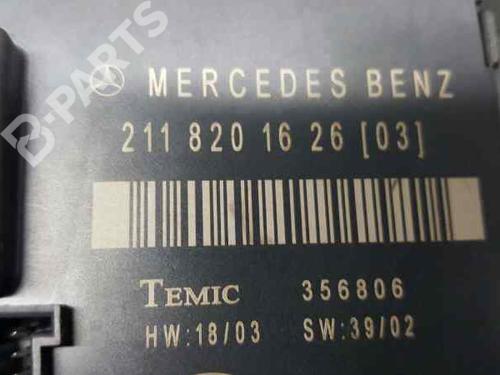 B-PARTS
MERCEDES BENZ
211 820 16 26 [03]
TEMIC 356806
HW:18/03 SW:39/02